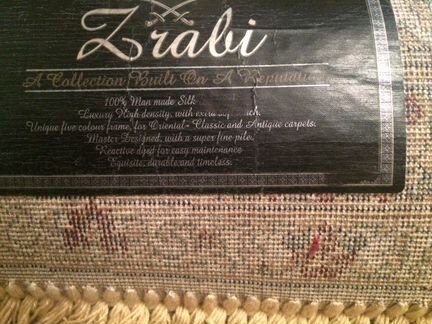 Zrabi
A Collection Built On A Reputation
100% Man made Silk
Luxury High density, with extra
Unique five colour frame, for Oriental- Classic and Antique carpets.
Master Designed, with a super fine pile.
Reactive dyed for easy maintenance
Equisite, durable and timeless.